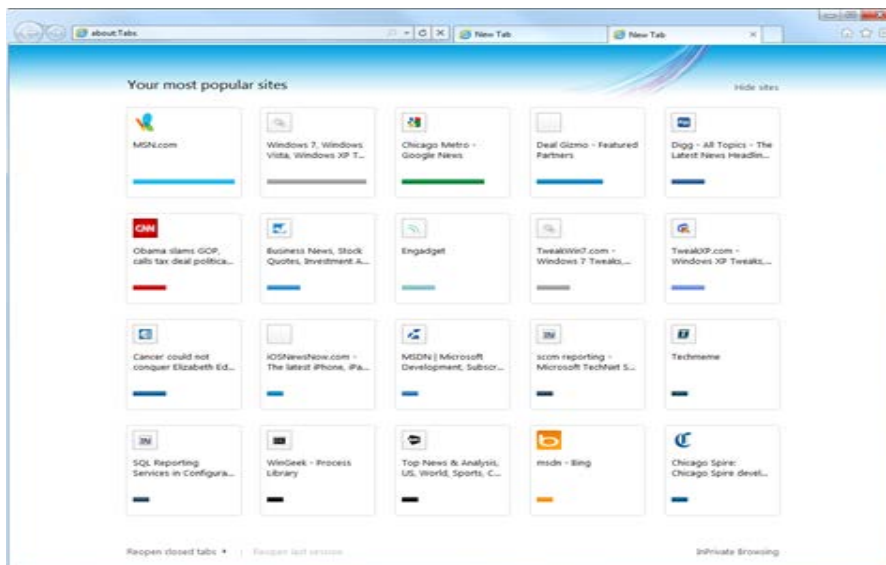 about:Tabs
New Tab
New Tab
Your most popular sites
Hide sites
MSN.com
Windows 7, Windows
Vista, Windows XP T...
Chicago Metro -
Google News
Deal Gizmo - Featured
Partners
Digg - All Topics - The
Latest News Headlin...
CNN
Obama slams GOP,
calls tax deal politica...
Business News, Stock
Quotes, Investment A...
Engadget
TweakWin7.com -
Windows 7 Tweaks,...
TweakXP.com -
Windows XP Tweaks,...
Cancer could not
conquer Elizabeth Ed...
iOSNewsNow.com -
The latest iPhone, iPa...
MSDN | Microsoft
Development, Subscr...
sccm reporting -
Microsoft TechNet S...
Techmeme
SQL Reporting
Services in Configura...
WinGeek - Process
Library
Top News & Analysis,
US, World, Sports, C...
msdn - Bing
Chicago Spire:
Chicago Spire devel...
Reopen closed tabs
Reopen last session
InPrivate Browsing